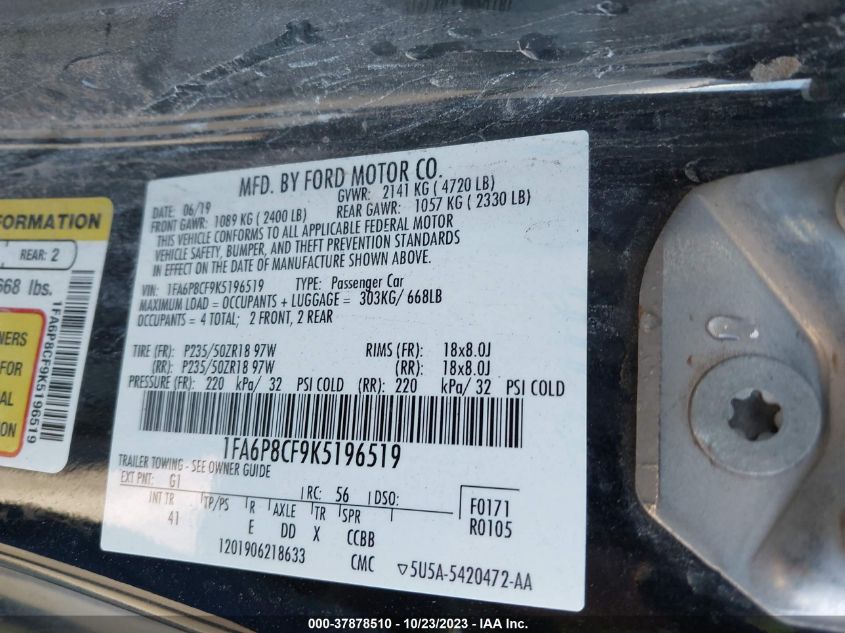 FORMATION
REAR: 2
668 lbs.
1FA6P8CF9K5196519
NERS
FOR
AL
ION
MFD. BY FORD MOTOR CO.
DATE: 06/19 GVWR: 2141 KG ( 4720 LB)
FRONT GAWR: 1089 KG ( 2400 LB) REAR GAWR: 1057 KG ( 2330 LB)
THIS VEHICLE CONFORMS TO ALL APPLICABLE FEDERAL MOTOR
VEHICLE SAFETY, BUMPER, AND THEFT PREVENTION STANDARDS
IN EFFECT ON THE DATE OF MANUFACTURE SHOWN ABOVE.
VIN: 1FA6P8CF9K5196519 TYPE: Passenger Car
MAXIMUM LOAD = OCCUPANTS + LUGGAGE = 303KG/ 668LB
OCCUPANTS = 4 TOTAL; 2 FRONT, 2 REAR
TIRE (FR): P235/50ZR18 97W RIMS (FR): 18x8.0J
(RR): P235/50ZR18 97W (RR): 18x8.0J
PRESSURE (FR): 220 kPa/ 32 PSI COLD (RR): 220 kPa/ 32 PSI COLD
1FA6P8CF9K5196519
TRAILER TOWING - SEE OWNER GUIDE
EXT PNT: G1 RC: 56 DSO: F0171
INT TR TP/PS R AXLE TR SPR R0105
41 E DD X CCBB
1201906218633 CMC ▽5U5A-5420472-AA
000-37878510 - 10/23/2023 - IAA Inc.